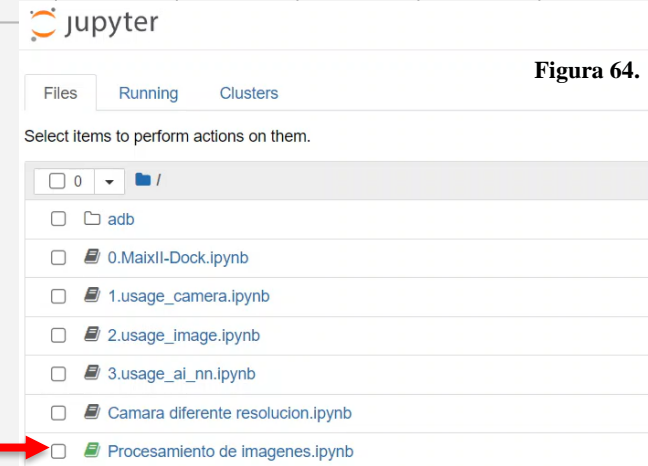 jupyter
Figura 64.
Files Running Clusters
Select items to perform actions on them.
0 /
adb
0.MaixII-Dock.ipynb
1.usage_camera.ipynb
2.usage_image.ipynb
3.usage_ai_nn.ipynb
Camara diferente resolucion.ipynb
Procesamiento de imagenes.ipynb